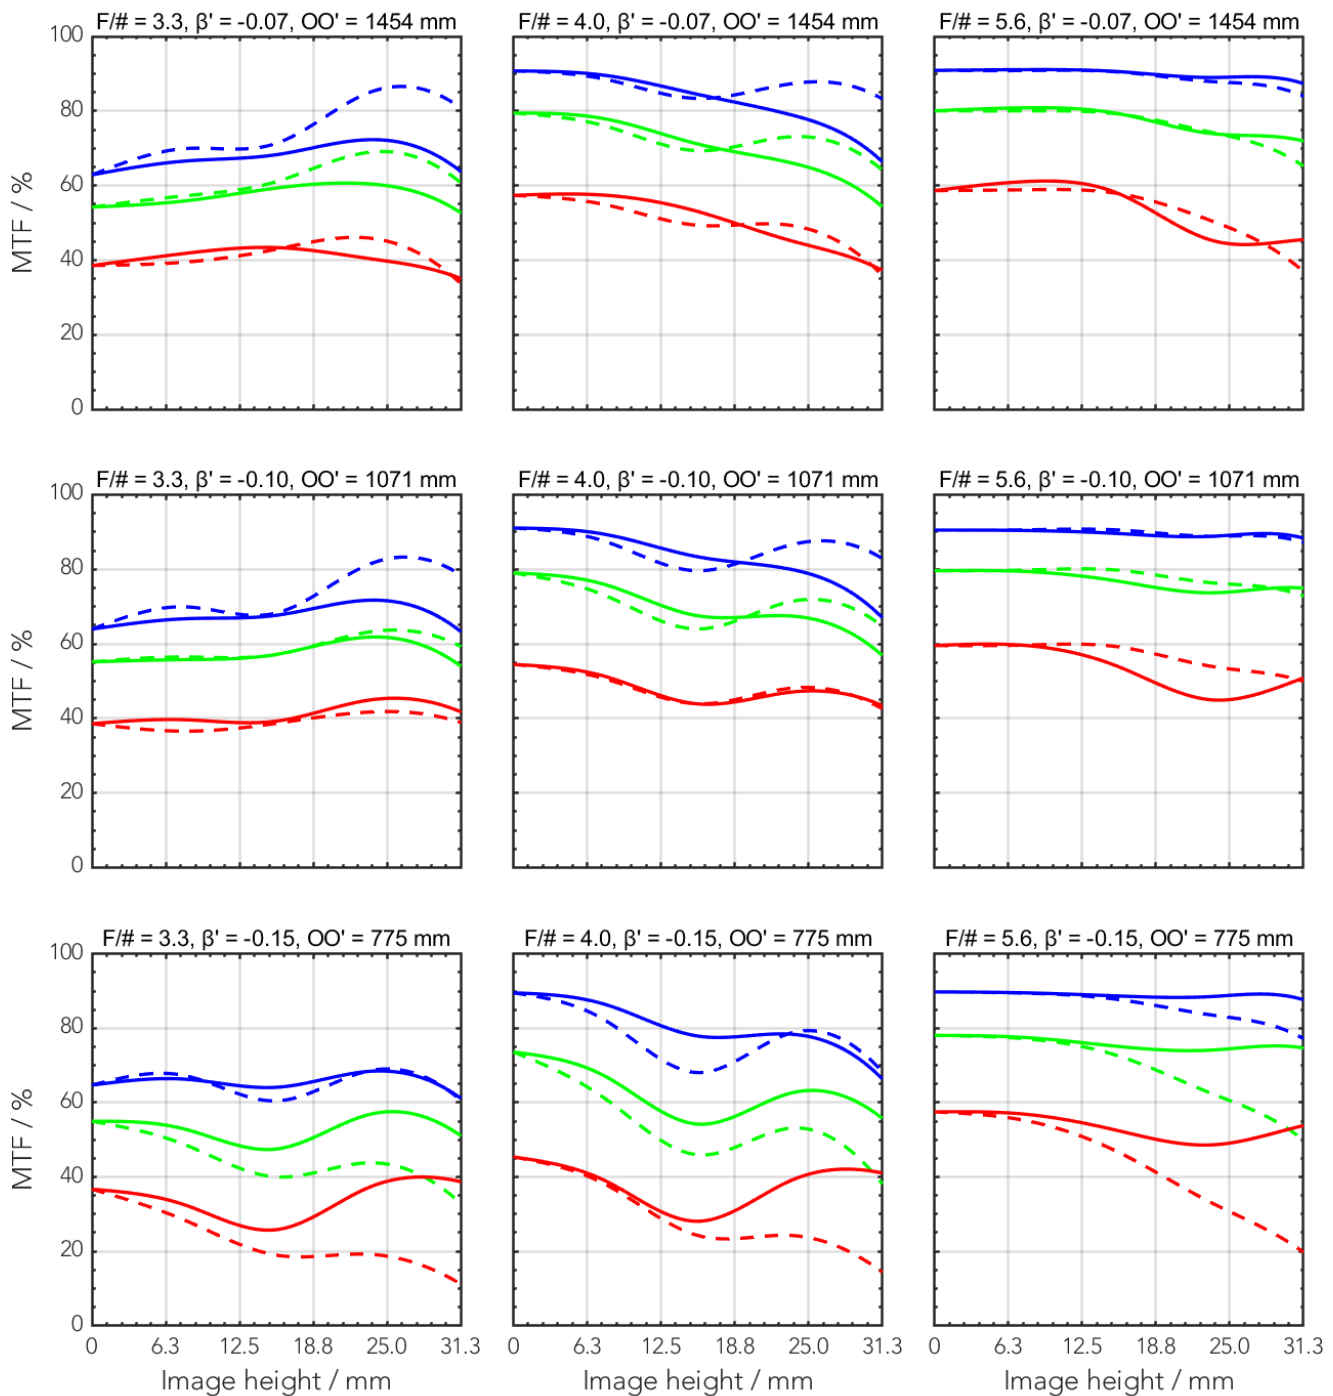 F/# = 3.3, β' = -0.07, OO' = 1454 mm
F/# = 4.0, β' = -0.07, OO' = 1454 mm
F/# = 5.6, β' = -0.07, OO' = 1454 mm
100
80
60
40
20
0
MTF / %
F/# = 3.3, β' = -0.10, OO' = 1071 mm
F/# = 4.0, β' = -0.10, OO' = 1071 mm
F/# = 5.6, β' = -0.10, OO' = 1071 mm
100
80
60
40
20
0
MTF / %
F/# = 3.3, β' = -0.15, OO' = 775 mm
F/# = 4.0, β' = -0.15, OO' = 775 mm
F/# = 5.6, β' = -0.15, OO' = 775 mm
100
80
60
40
20
0
MTF / %
0 6.3 12.5 18.8 25.0 31.3
0 6.3 12.5 18.8 25.0 31.3
0 6.3 12.5 18.8 25.0 31.3
Image height / mm
Image height / mm
Image height / mm